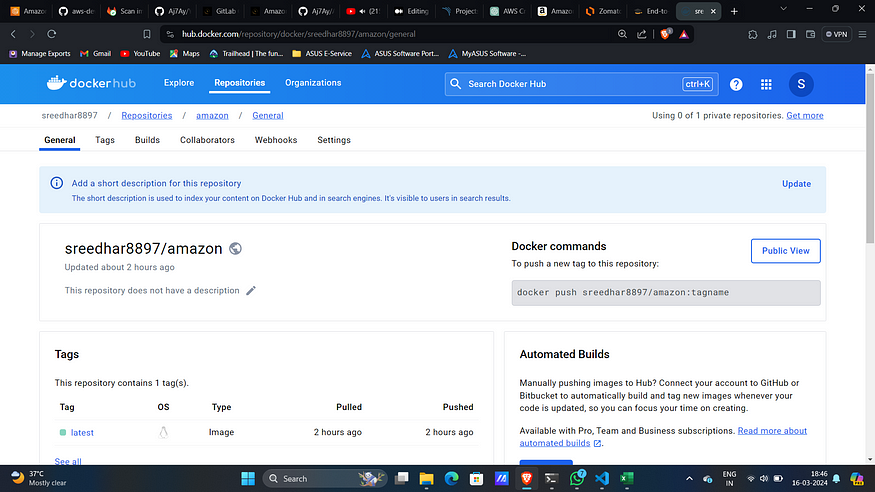 Amazon
aws-de
Scan in
Aj7Ay/
GitLab
Amazo
Aj7Ay/
(21
Editing
Project
AWS C
Amazo
Zomat
End-to
sre
hub.docker.com/repository/docker/sreedhar8897/amazon/general
VPN
Manage Exports
Gmail
YouTube
Maps
Trailhead | The fun...
ASUS E-Service
ASUS Software Port...
MyASUS Software -...
dockerhub
Explore
Repositories
Organizations
Search Docker Hub
ctrl+K
S
sreedhar8897 / Repositories / amazon / General
Using 0 of 1 private repositories. Get more
General
Tags
Builds
Collaborators
Webhooks
Settings
Add a short description for this repository
Update
The short description is used to index your content on Docker Hub and in search engines. It's visible to users in search results.
sreedhar8897/amazon
Updated about 2 hours ago
This repository does not have a description
Docker commands
Public View
To push a new tag to this repository:
docker push sreedhar8897/amazon:tagname
Tags
This repository contains 1 tag(s).
Tag OS Type Pulled Pushed
latest Image 2 hours ago 2 hours ago
See all
Automated Builds
Manually pushing images to Hub? Connect your account to GitHub or
Bitbucket to automatically build and tag new images whenever your
code is updated, so you can focus your time on creating.
Available with Pro, Team and Business subscriptions. Read more about
automated builds
37°C
Mostly clear
Search
ENG
IN
18:46
16-03-2024